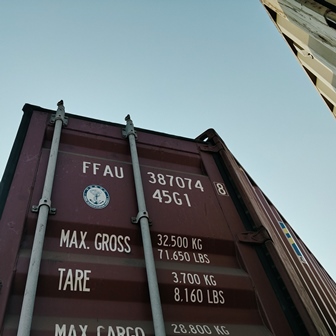 FFAU 387074 8
45G1
MAX. GROSS 32.500 KG
71.650 LBS
TARE 3.700 KG
8.160 LBS
MAX. CARGO 28.800 KG